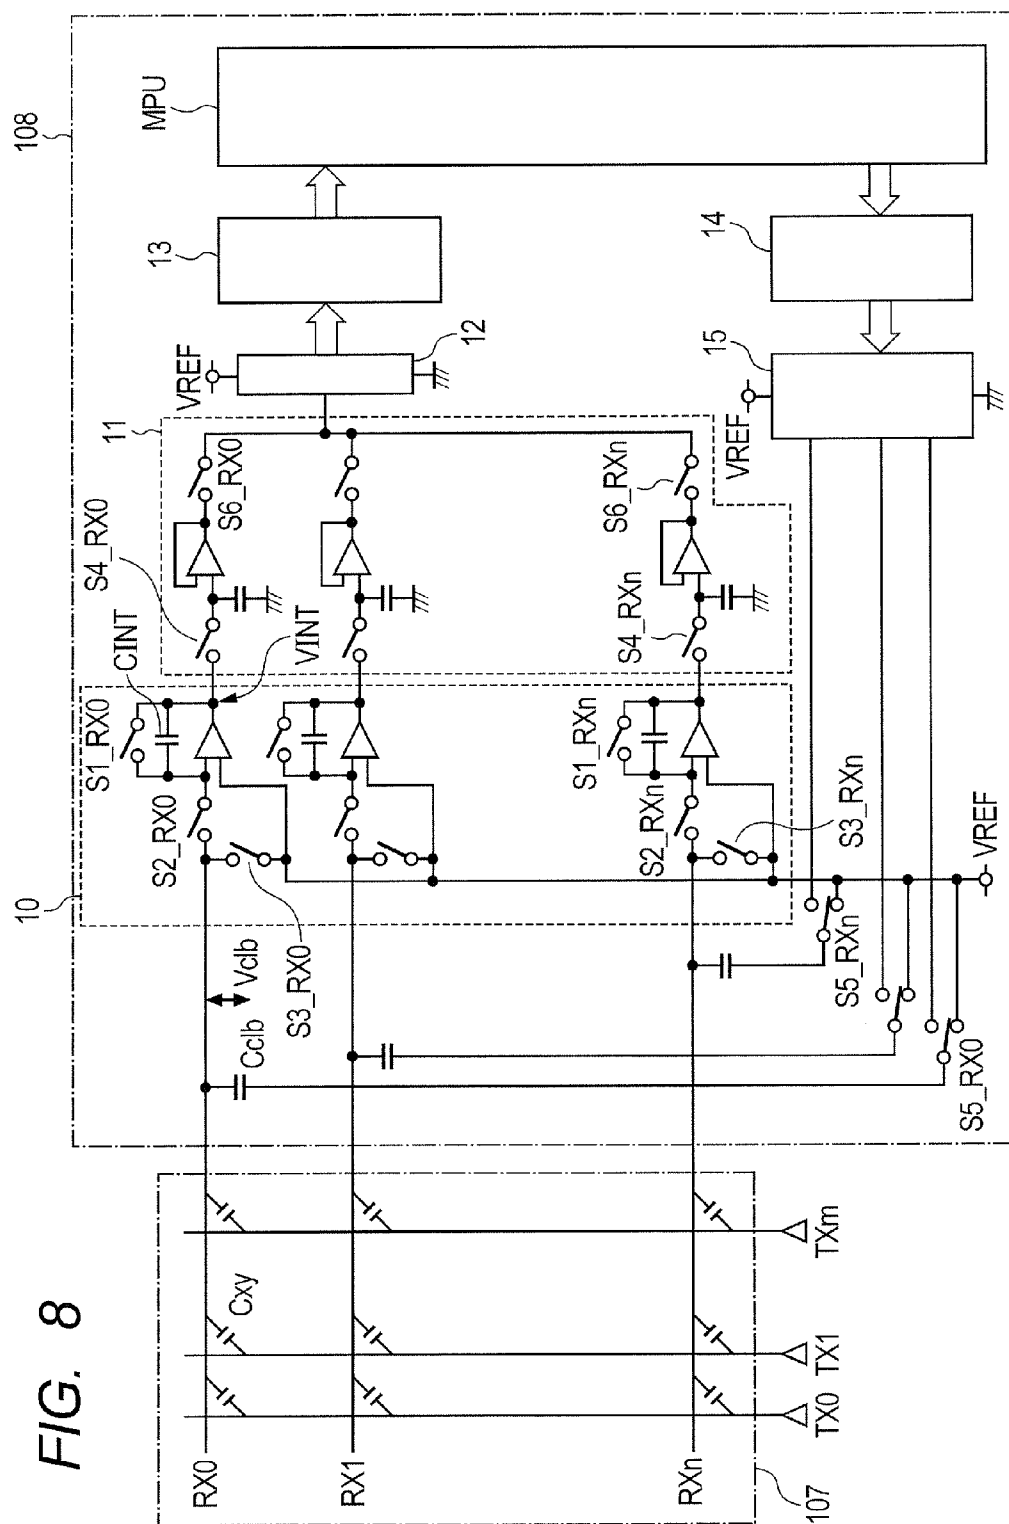 FIG. 8
108
MPU
13
14
12
15
VREF
VREF
11
S4_RX0
S6_RX0
S6_RXn
S4_RXn
CINT
VINT
S1_RX0
S1_RXn
S2_RX0
S2_RXn
S3_RXn
10
VREF
S3_RX0
Vclb
Cclb
S5_RXn
S5_RX0
Cxy
RX0
RX1
RXn
TX0
TX1
TXm
107